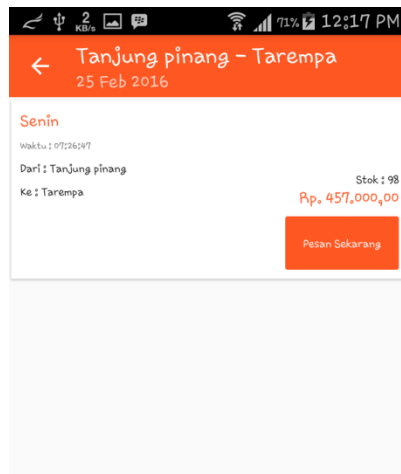 2
KB/s
71% 12:17 PM
Tanjung pinang - Tarempa
25 Feb 2016
Senin
Waktu : 07:26:47
Dari : Tanjung pinang
Ke : Tarempa
Stok : 98
Rp. 457.000,00
Pesan Sekarang